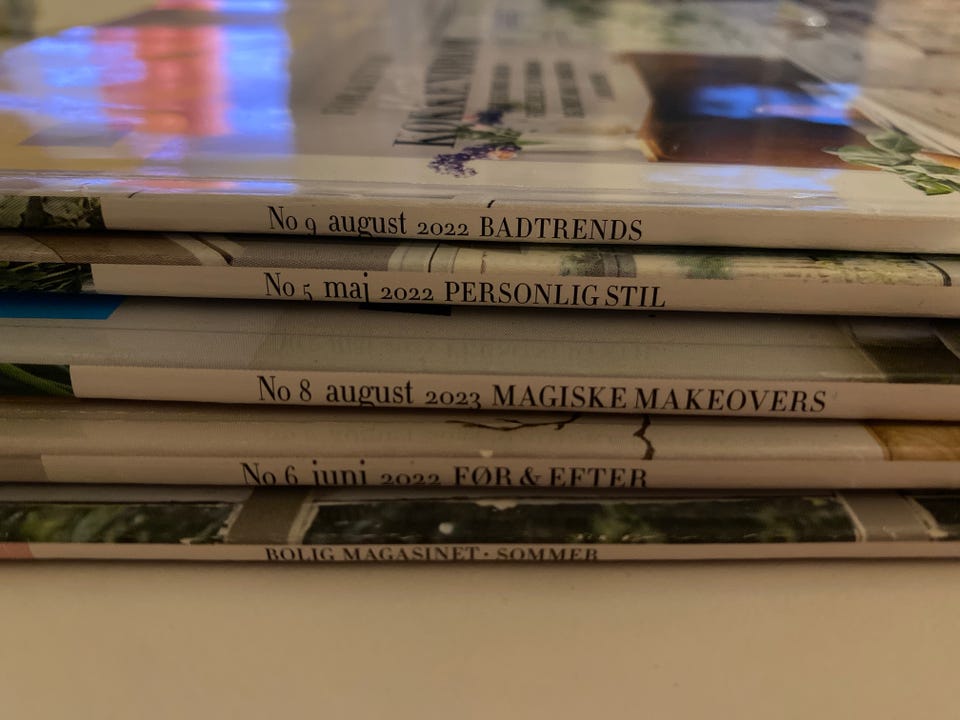 No 9 august 2022 BADTRENDS
No 5 maj 2022 PERSONLIG STIL
No 8 august 2023 MAGISKE MAKEOVERS
No 6 juni 2022 FØR & EFTER
BOLIG MAGASINET · SOMMER